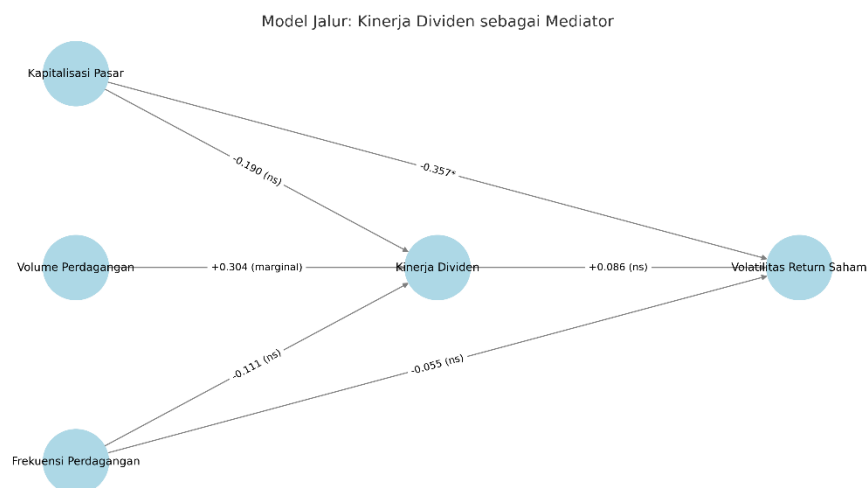 Model Jalur: Kinerja Dividen sebagai Mediator
Kapitalisasi Pasar
-0.190 (ns)
-0.357*
Volume Perdagangan
+0.304 (marginal)
Kinerja Dividen
+0.086 (ns)
Volatilitas Return Saham
-0.111 (ns)
-0.055 (ns)
Frekuensi Perdagangan